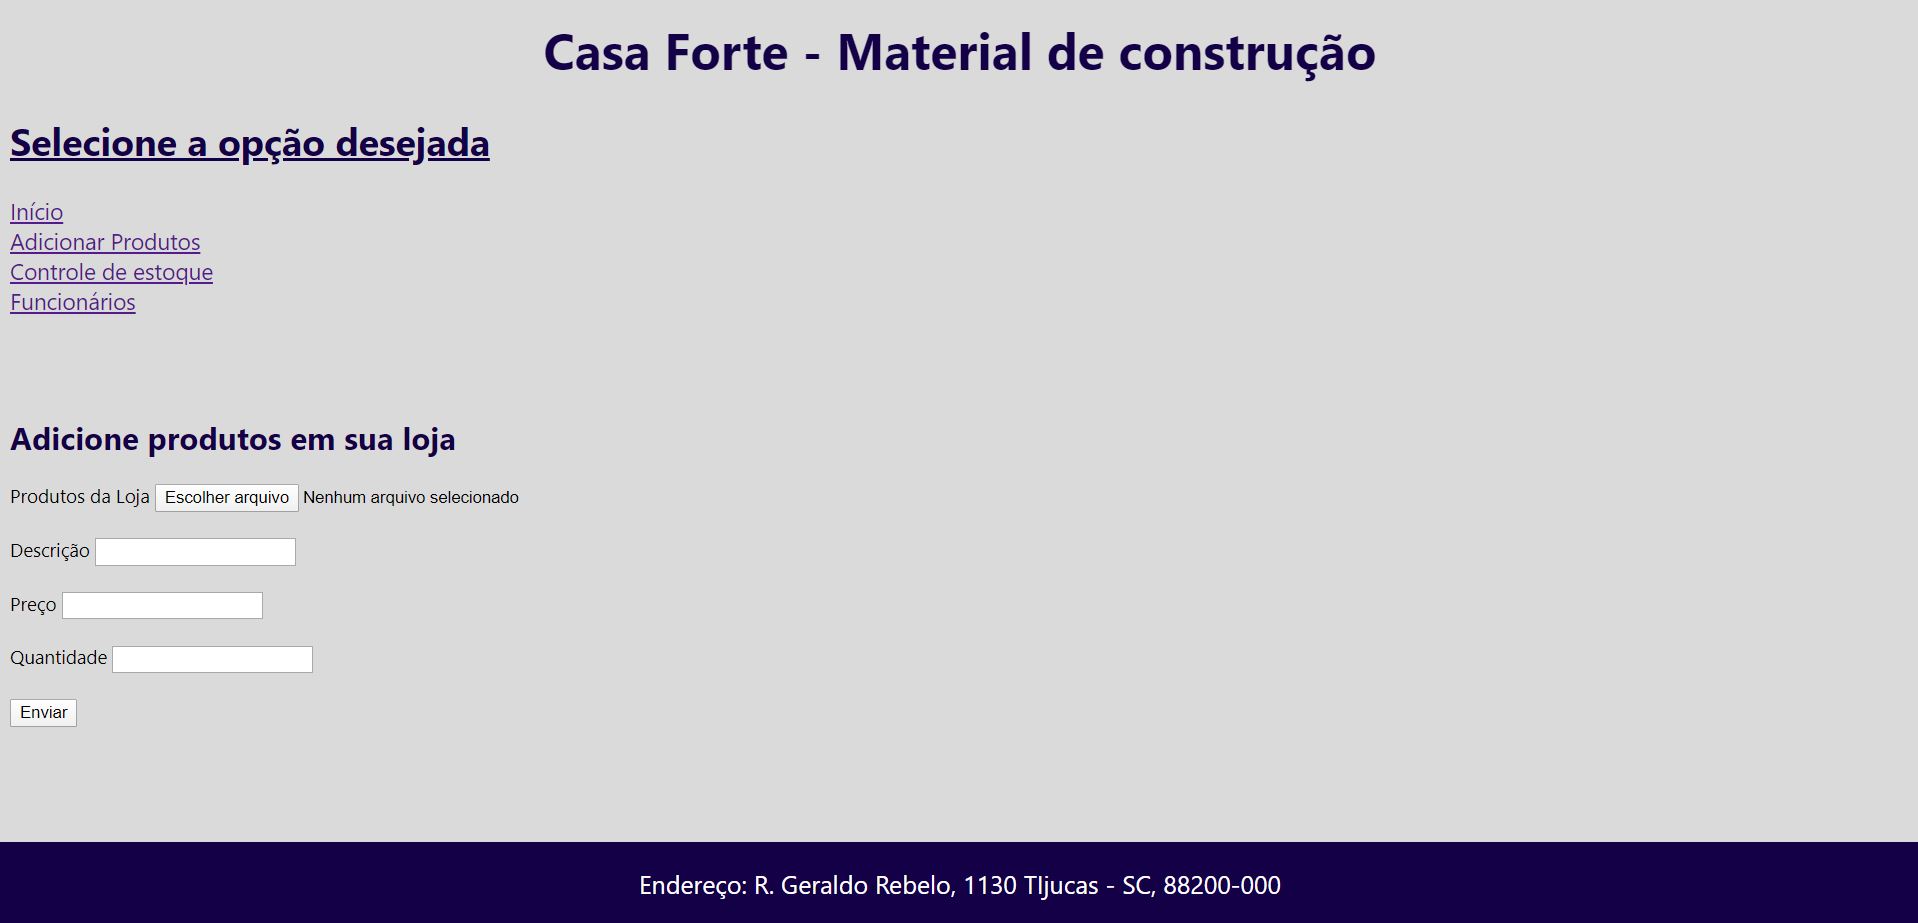 Casa Forte - Material de construção
Selecione a opção desejada
Início
Adicionar Produtos
Controle de estoque
Funcionários
Adicione produtos em sua loja
Produtos da Loja Escolher arquivo Nenhum arquivo selecionado
Descrição
Preço
Quantidade
Enviar
Endereço: R. Geraldo Rebelo, 1130 TIjucas - SC, 88200-000